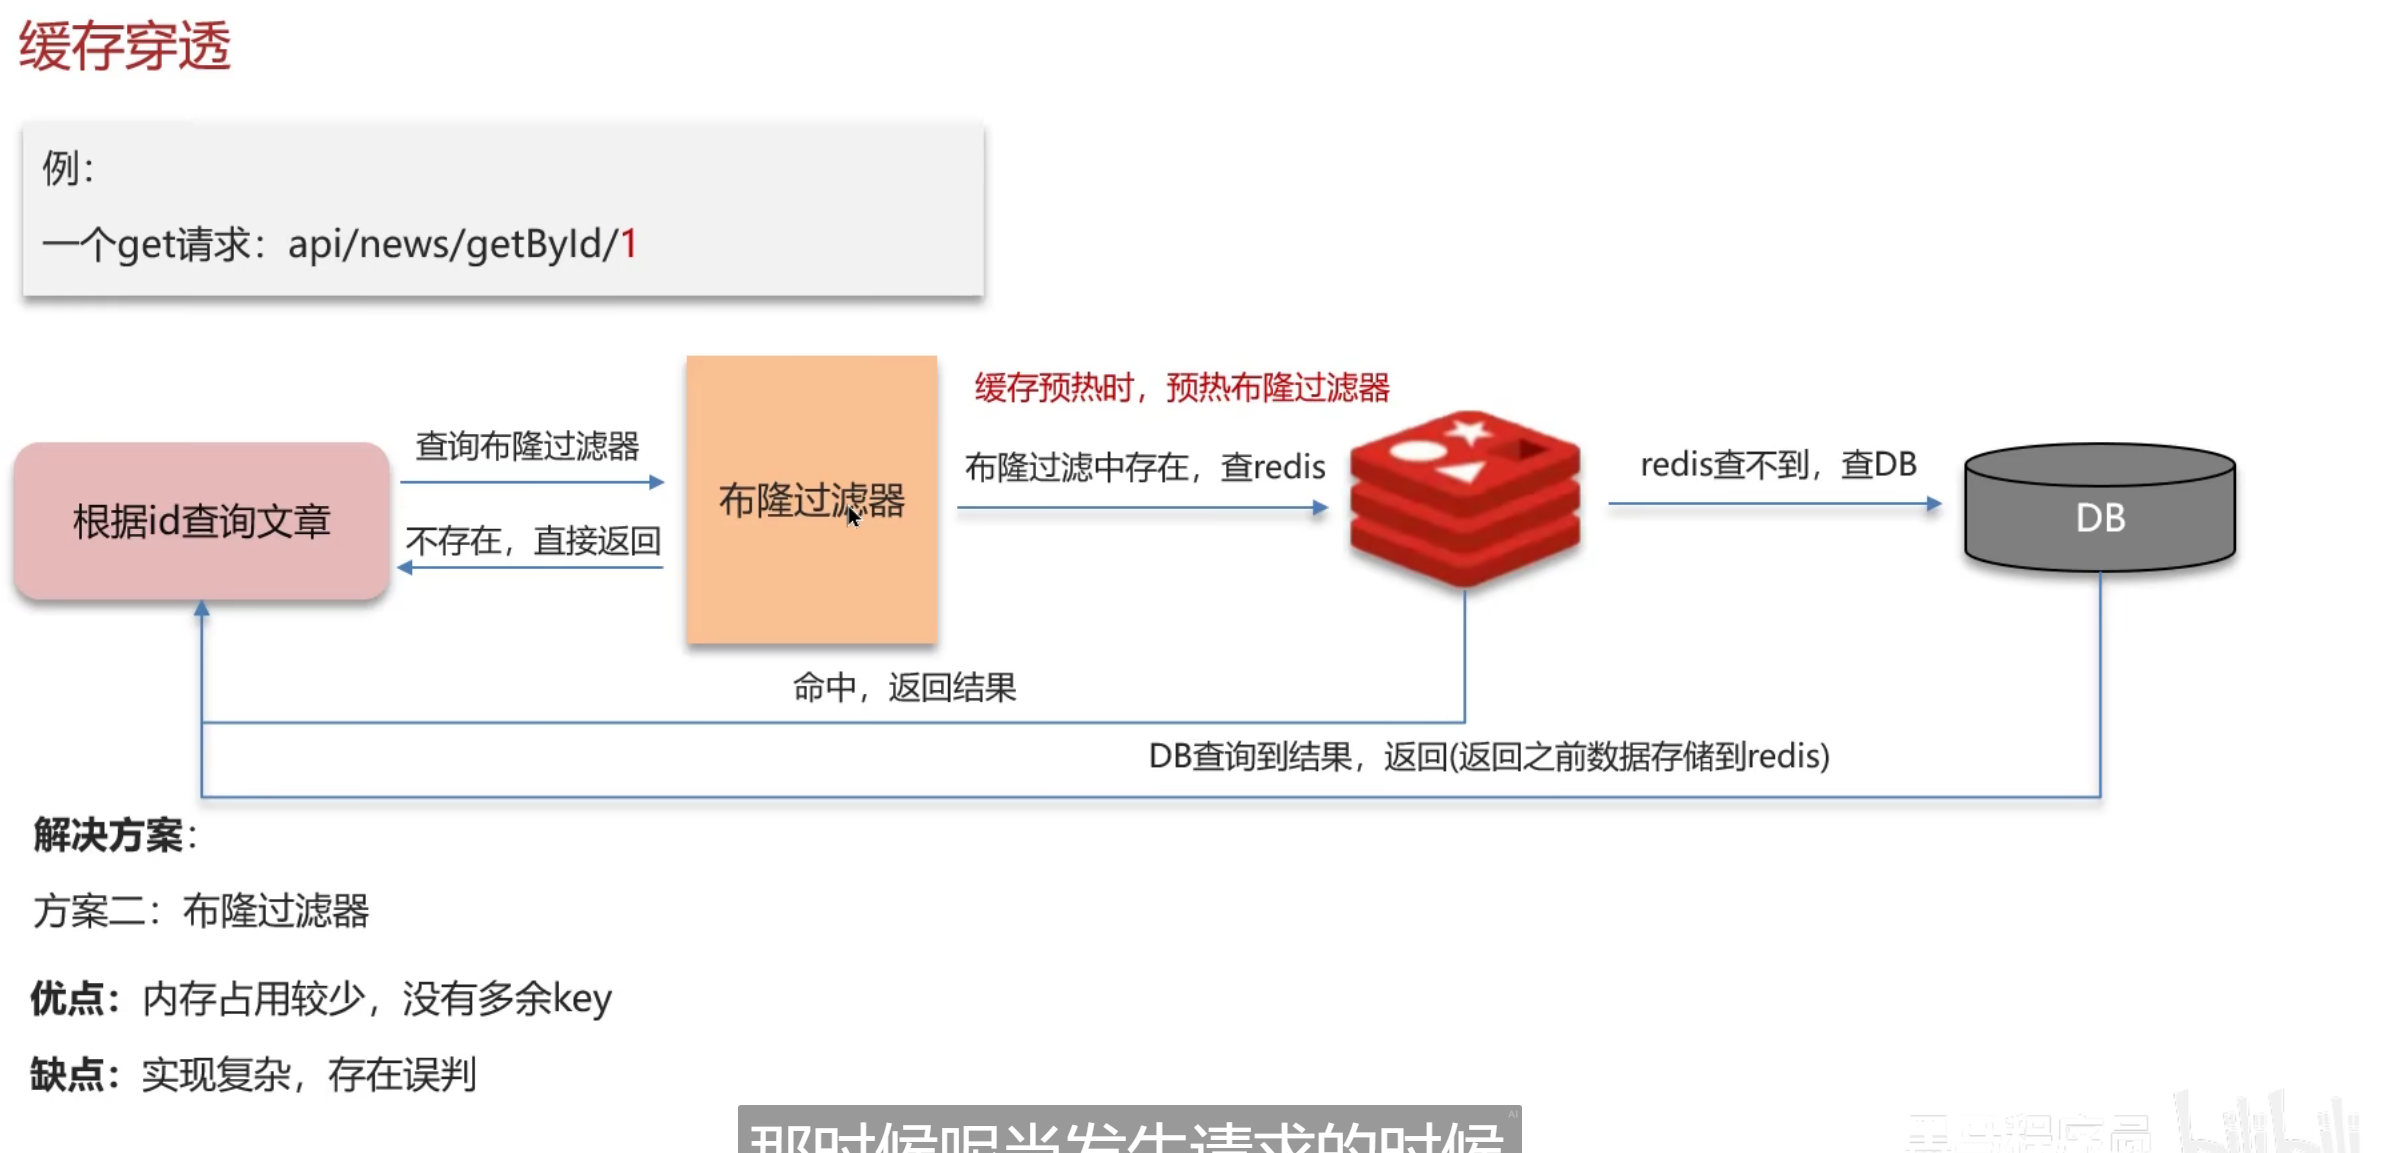 缓存穿透
例：
一个get请求：api/news/getById/1
缓存预热时，预热布隆过滤器
查询布隆过滤器
布隆过滤中存在，查redis
redis查不到，查DB
根据id查询文章
布隆过滤器
DB
不存在，直接返回
命中，返回结果
DB查询到结果，返回(返回之前数据存储到redis)
解决方案：
方案二：布隆过滤器
优点：内存占用较少，没有多余key
缺点：实现复杂，存在误判
AI
那时候呢当发生请求的时候
黑马程序员 bilibili